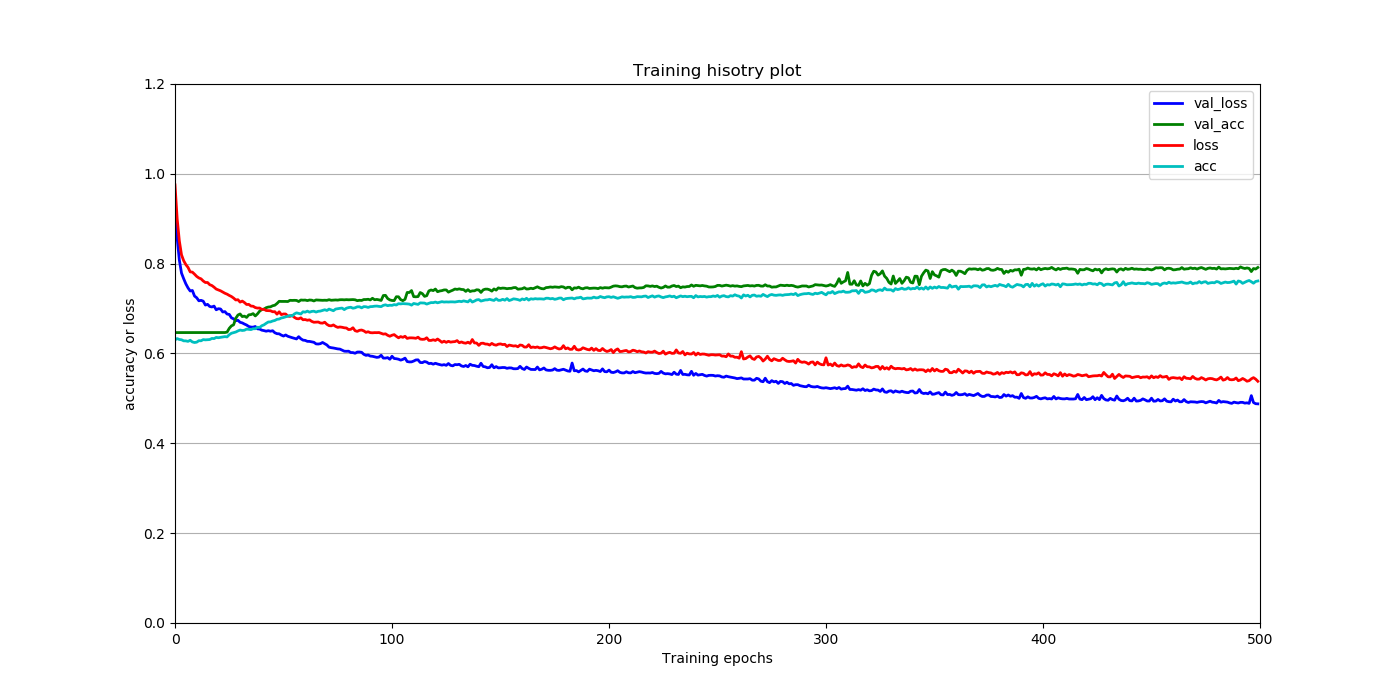 Training hisotry plot
1.2
1.0
0.8
0.6
0.4
0.2
0.0
accuracy or loss
val_loss
val_acc
loss
acc
0 100 200 300 400 500
Training epochs